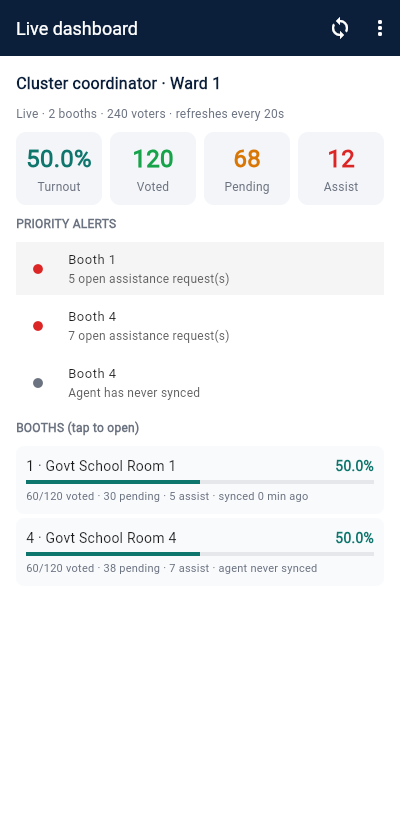 Live dashboard
Cluster coordinator · Ward 1
Live · 2 booths · 240 voters · refreshes every 20s
50.0% 120 68 12
Turnout Voted Pending Assist
PRIORITY ALERTS
Booth 1
5 open assistance request(s)
Booth 4
7 open assistance request(s)
Booth 4
Agent has never synced
BOOTHS (tap to open)
1 · Govt School Room 1 50.0%
60/120 voted · 30 pending · 5 assist · synced 0 min ago
4 · Govt School Room 4 50.0%
60/120 voted · 38 pending · 7 assist · agent never synced